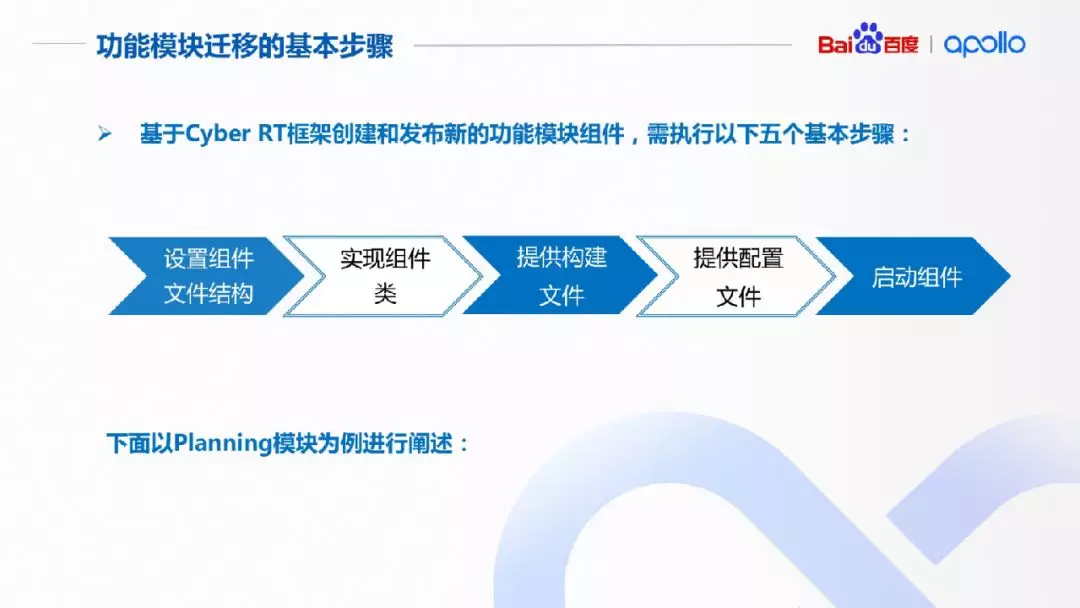 功能模块迁移的基本步骤
Bai du 百度 | apollo
➢ 基于Cyber RT框架创建和发布新的功能模块组件，需执行以下五个基本步骤：
设置组件
文件结构
实现组件
类
提供构建
文件
提供配置
文件
启动组件
下面以Planning模块为例进行阐述：